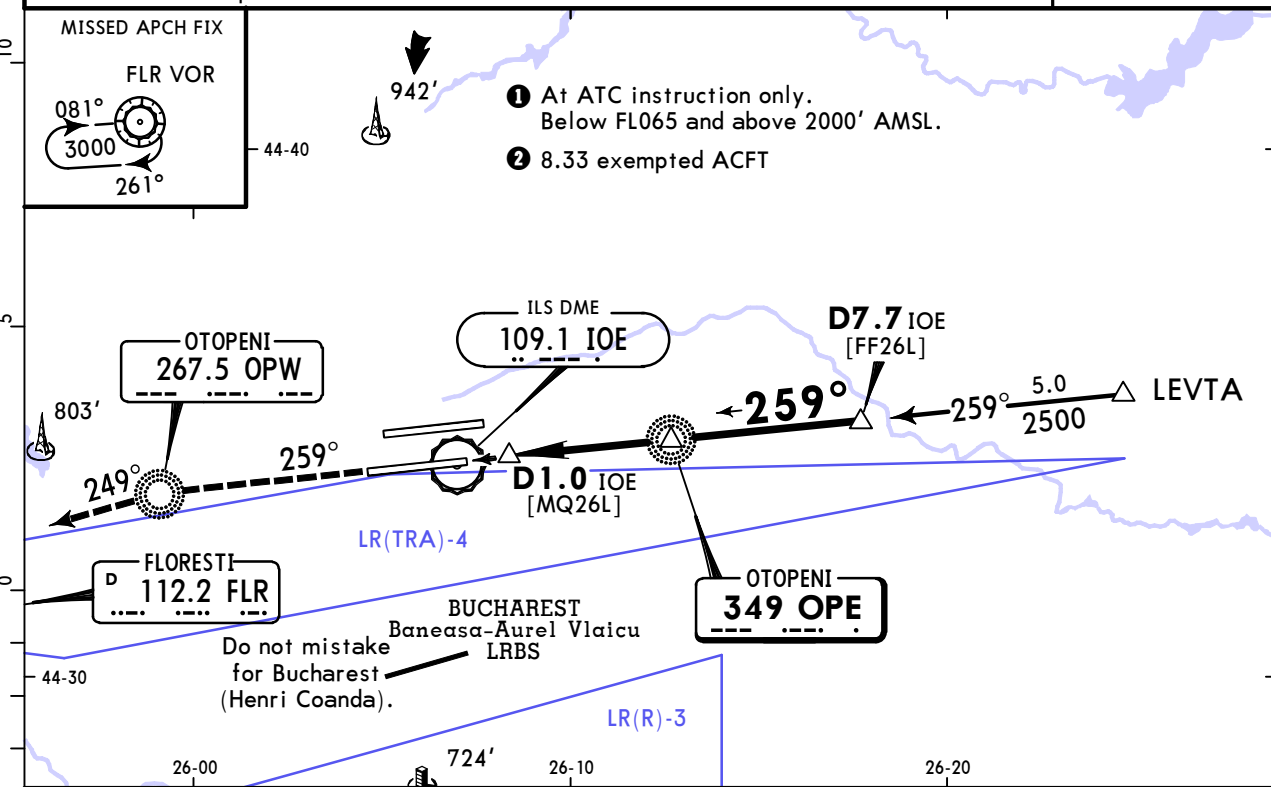 MISSED APCH FIX
FLR VOR
081°
3000
261°
10
44-40
942'
❶ At ATC instruction only.
Below FL065 and above 2000' AMSL.
❷ 8.33 exempted ACFT
5
ILS DME
109.1 IOE
D7.7 IOE
[FF26L]
OTOPENI
267.5 OPW
259°
259°
5.0
2500
LEVTA
803'
249°
259°
D1.0 IOE
[MQ26L]
LR(TRA)-4
0
FLORESTI
D 112.2 FLR
OTOPENI
349 OPE
BUCHAREST
Baneasa-Aurel Vlaicu
LRBS
Do not mistake
for Bucharest
(Henri Coanda).
44-30
LR(R)-3
724'
26-00
26-10
26-20